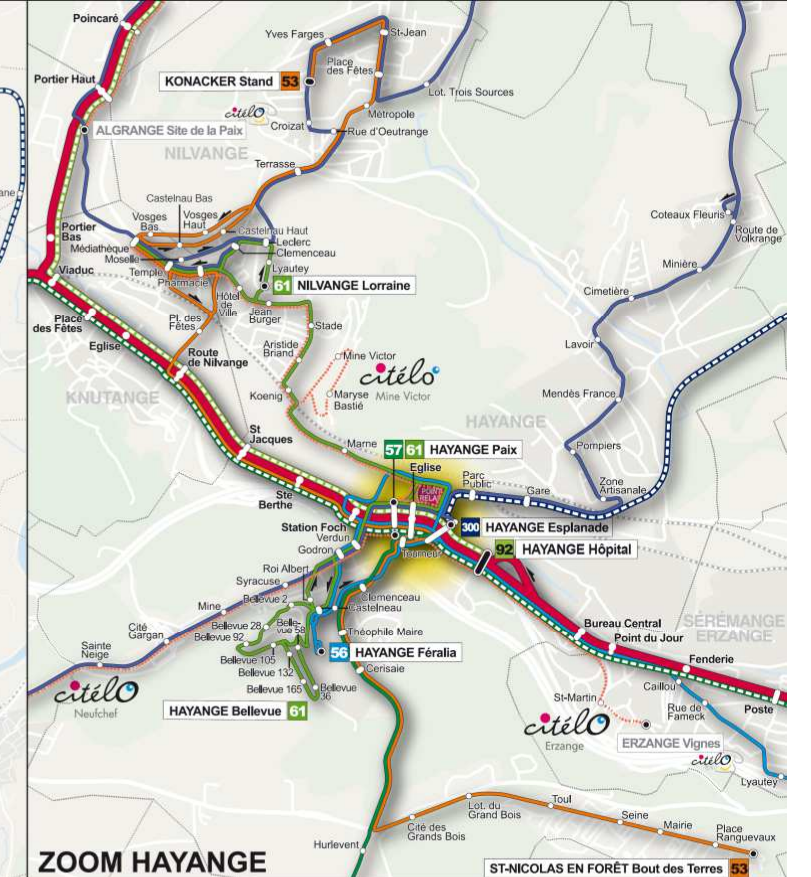 Poincaré
Yves Farges
St-Jean
Place
des Fêtes
Portier Haut
KONACKER Stand 53
Lot. Trois Sources
citélo
Métropole
ALGRANGE Site de la Paix
Croizat
Rue d'Oeutrange
NILVANGE
Terrasse
Castelnau Bas
Vosges
Bas
Vosges
Haut
Castelnau Haut
Coteaux Fleuris
Route de
Volkrange
Portier
Bas
Médiathèque
Moselle
Leclerc
Clemenceau
Temple
Pharmacie
Lyautey
Minière
Viaduc
61 NILVANGE Lorraine
Hôtel
de
Ville
Jean
Burger
Cimetière
Place
des Fêtes
Pl. des
Fêtes
Stade
Eglise
Aristide
Briand
Lavoir
Route
de Nilvange
Mine Victor
citélo
Mine Victor
KNUTANGE
Koenig
Maryse
Bastié
Mendès France
HAYANGE
St
Jacques
Marne
57 61 HAYANGE Paix
Pompiers
Eglise
Parc
Public
Zone
Artisanale
Ste
Berthe
POINT
RELAI
Gare
Station Foch
300 HAYANGE Esplanade
Verdun
Godron
Tourneur
92 HAYANGE Hôpital
Roi Albert
Syracuse
Bellevue 2
Clemenceau
Castelneau
Mine
Bellevue 28
Belle-
vue 58
Bureau Central
SÉRÉMANGE
ERZANGE
Cité
Gargan
Bellevue 92
Théophile Maire
Point du Jour
Sainte
Neige
56 HAYANGE Féralia
Fenderie
Bellevue 105
Cerisaie
Bellevue 132
Caillou
citélo
Neufchef
Bellevue 165
Bellevue
36
St-Martin
Rue de
Fameck
Poste
HAYANGE Bellevue 61
citélo
Erzange
ERZANGE Vignes
citélo
Lyautey
Lot. du
Grand Bois
Toul
Seine
Mairie
Place
Ranguevaux
Cité des
Grands Bois
Hurlevent
ZOOM HAYANGE
ST-NICOLAS EN FORÊT Bout des Terres 53